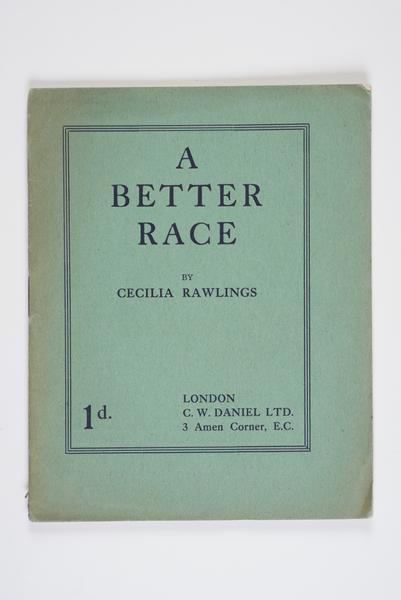 A
BETTER
RACE
BY
CECILIA RAWLINGS
1d.
LONDON
C. W. DANIEL LTD.
3 Amen Corner, E.C.